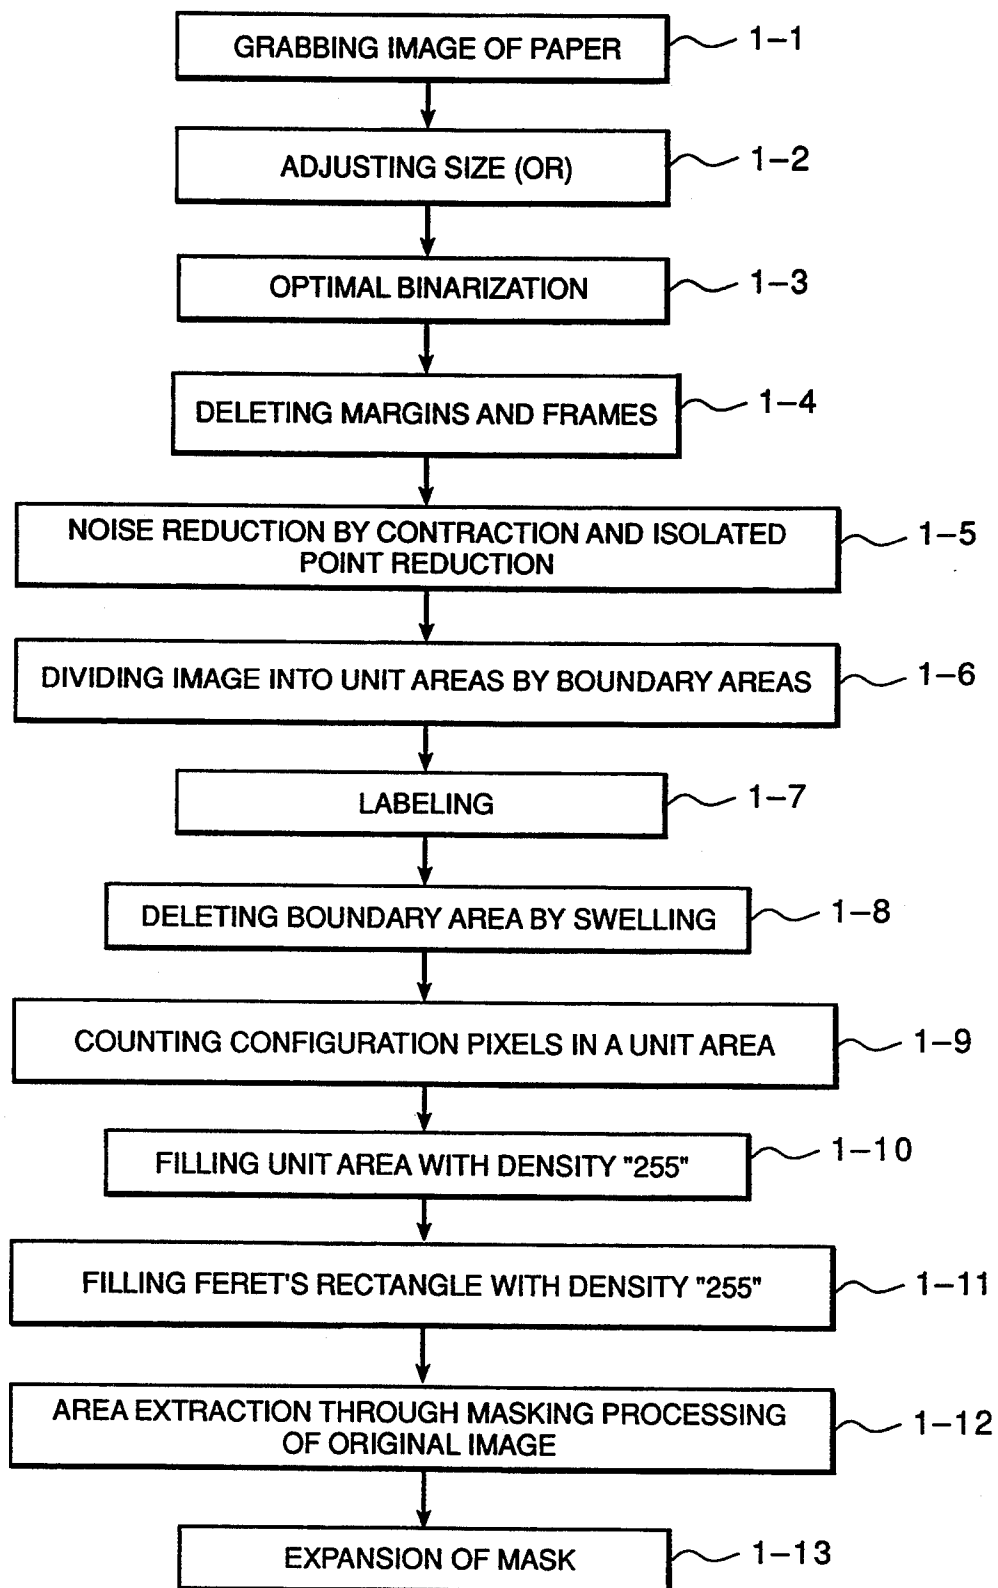 GRABBING IMAGE OF PAPER 1-1
ADJUSTING SIZE (OR) 1-2
OPTIMAL BINARIZATION 1-3
DELETING MARGINS AND FRAMES 1-4
NOISE REDUCTION BY CONTRACTION AND ISOLATED
POINT REDUCTION 1-5
DIVIDING IMAGE INTO UNIT AREAS BY BOUNDARY AREAS 1-6
LABELING 1-7
DELETING BOUNDARY AREA BY SWELLING 1-8
COUNTING CONFIGURATION PIXELS IN A UNIT AREA 1-9
FILLING UNIT AREA WITH DENSITY "255" 1-10
FILLING FERET'S RECTANGLE WITH DENSITY "255" 1-11
AREA EXTRACTION THROUGH MASKING PROCESSING
OF ORIGINAL IMAGE 1-12
EXPANSION OF MASK 1-13